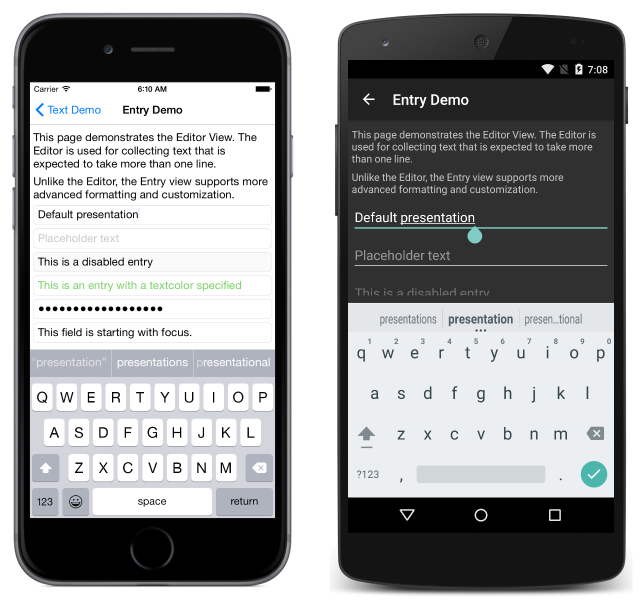 Carrier
6:10 AM
Text Demo
Entry Demo
This page demonstrates the Editor View. The
Editor is used for collecting text that is
expected to take more than one line.
Unlike the Editor, the Entry view supports more
advanced formatting and customization.
Default presentation
Placeholder text
This is a disabled entry
This is an entry with a textcolor specified
●●●●●●●●●●●●●●●●●●
This field is starting with focus.
"presentation" presentations presentational
Q W E R T Y U I O P
A S D F G H J K L
Z X C V B N M
123 space return
7:08
Entry Demo
This page demonstrates the Editor View. The Editor is
used for collecting text that is expected to take more
than one line.
Unlike the Editor, the Entry view supports more
advanced formatting and customization.
Default presentation
Placeholder text
This is a disabled entry
presentations presentation presen...tional
1 2 3 4 5 6 7 8 9 0
q w e r t y u i o p
a s d f g h j k l
z x c v b n m
?123 , .